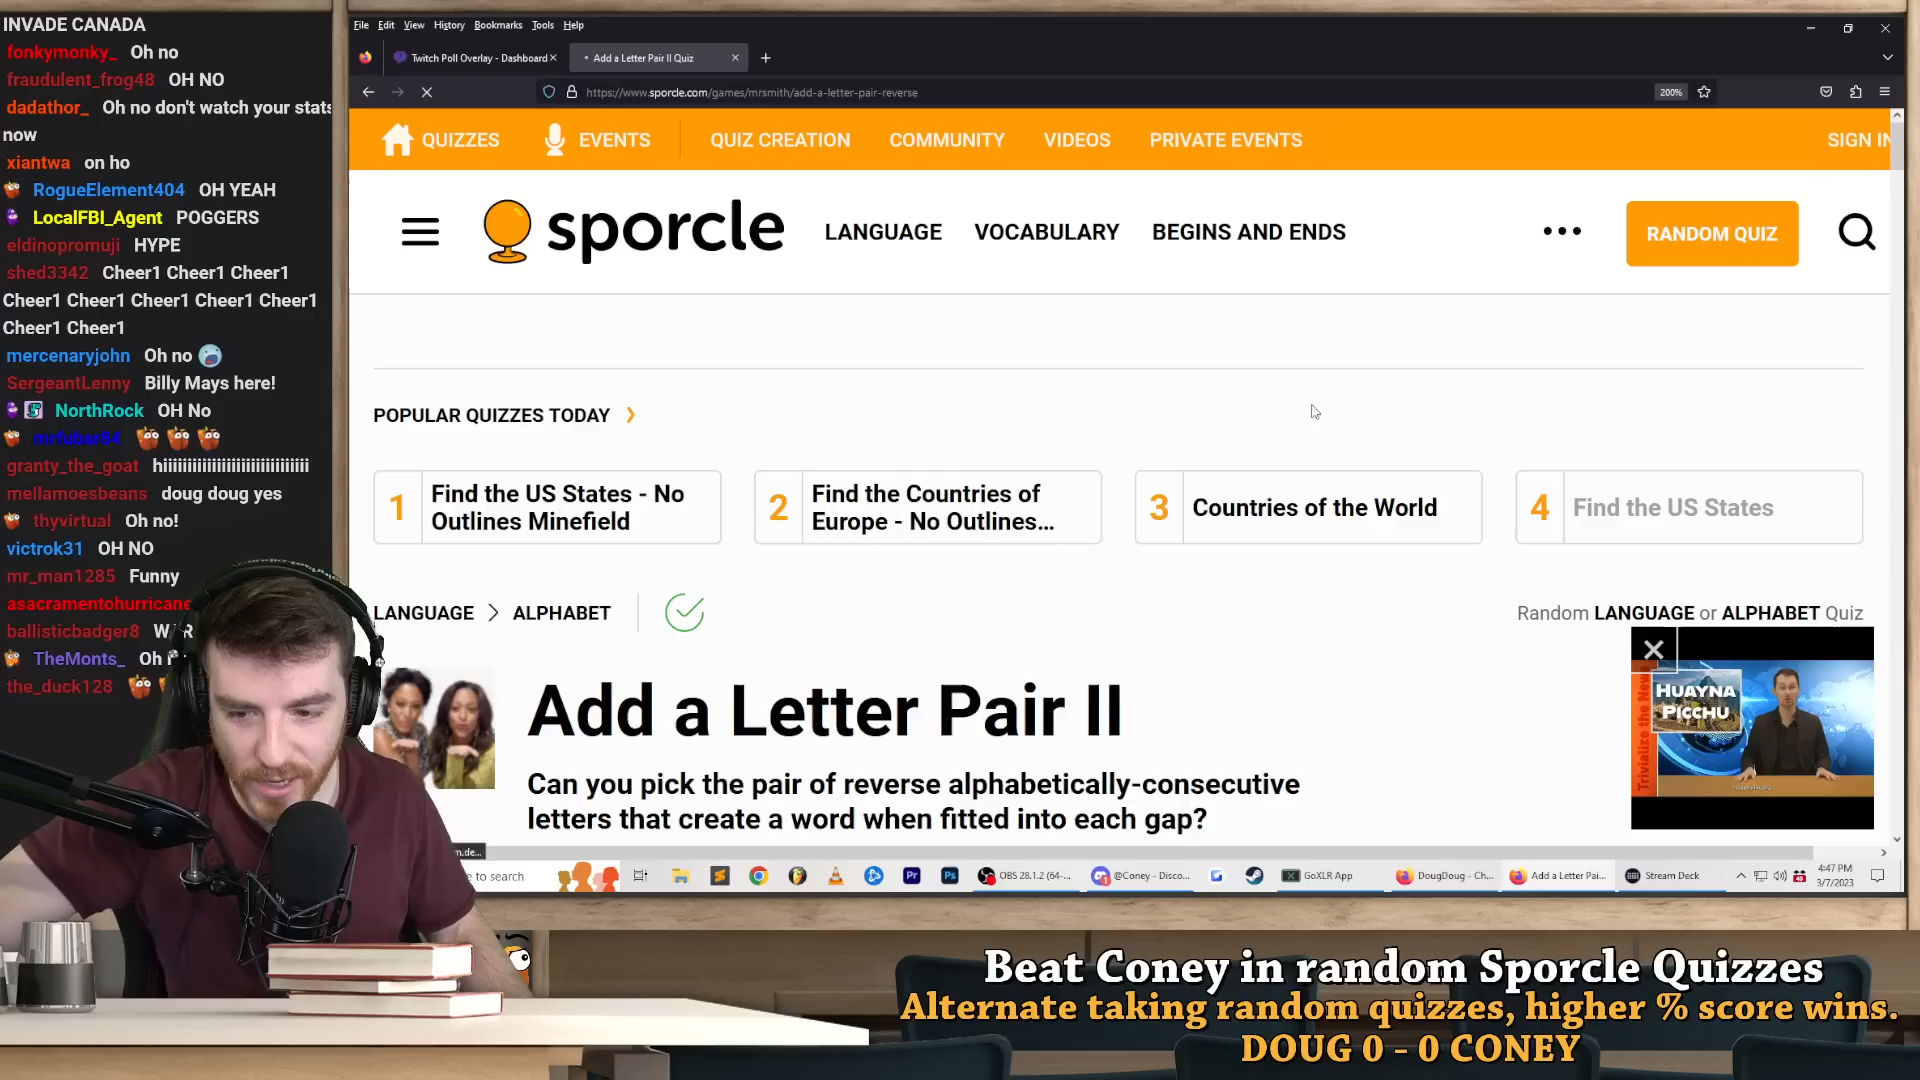 INVADE CANADA
fonkymonky_ Oh no
fraudulent_frog48 OH NO
dadathor_ Oh no don't watch your stats
now
xiantwa on ho
RogueElement404 OH YEAH
LocalFBI_Agent POGGERS
eldinopromuji HYPE
shed3342 Cheer1 Cheer1 Cheer1
Cheer1 Cheer1 Cheer1 Cheer1 Cheer1
Cheer1 Cheer1
mercenaryjohn Oh no
SergeantLenny Billy Mays here!
NorthRock OH No
mrfubar84
granty_the_goat hiiiiiiiiiiiiiiiiiiiiiiiiiiiii
mellamoesbeans doug doug yes
thyvirtual Oh no!
victrok31 OH NO
mr_man1285 Funny
asacramentohurricane
ballisticbadger8
TheMonts_ Oh
the_duck128
File Edit View History Bookmarks Tools Help
Twitch Poll Overlay - Dashboard
Add a Letter Pair II Quiz
https://www.sporcle.com/games/mrsmith/add-a-letter-pair-reverse
200%
QUIZZES EVENTS QUIZ CREATION COMMUNITY VIDEOS PRIVATE EVENTS SIGN IN
sporcle LANGUAGE VOCABULARY BEGINS AND ENDS ••• RANDOM QUIZ
POPULAR QUIZZES TODAY
1 Find the US States - No
Outlines Minefield
2 Find the Countries of
Europe - No Outlines...
3 Countries of the World
4 Find the US States
LANGUAGE > ALPHABET
Random LANGUAGE or ALPHABET Quiz
Add a Letter Pair II
Can you pick the pair of reverse alphabetically-consecutive
letters that create a word when fitted into each gap?
Trivialize the News
HUAYNA
PICCHU
m.de...
e to search
OBS 28.1.2 (64-...
@Coney - Disco...
GoXLR App
DougDoug - Ch...
Add a Letter Pai...
Stream Deck
4:47 PM
3/7/2023
Beat Coney in random Sporcle Quizzes
Alternate taking random quizzes, higher % score wins.
DOUG 0 - 0 CONEY